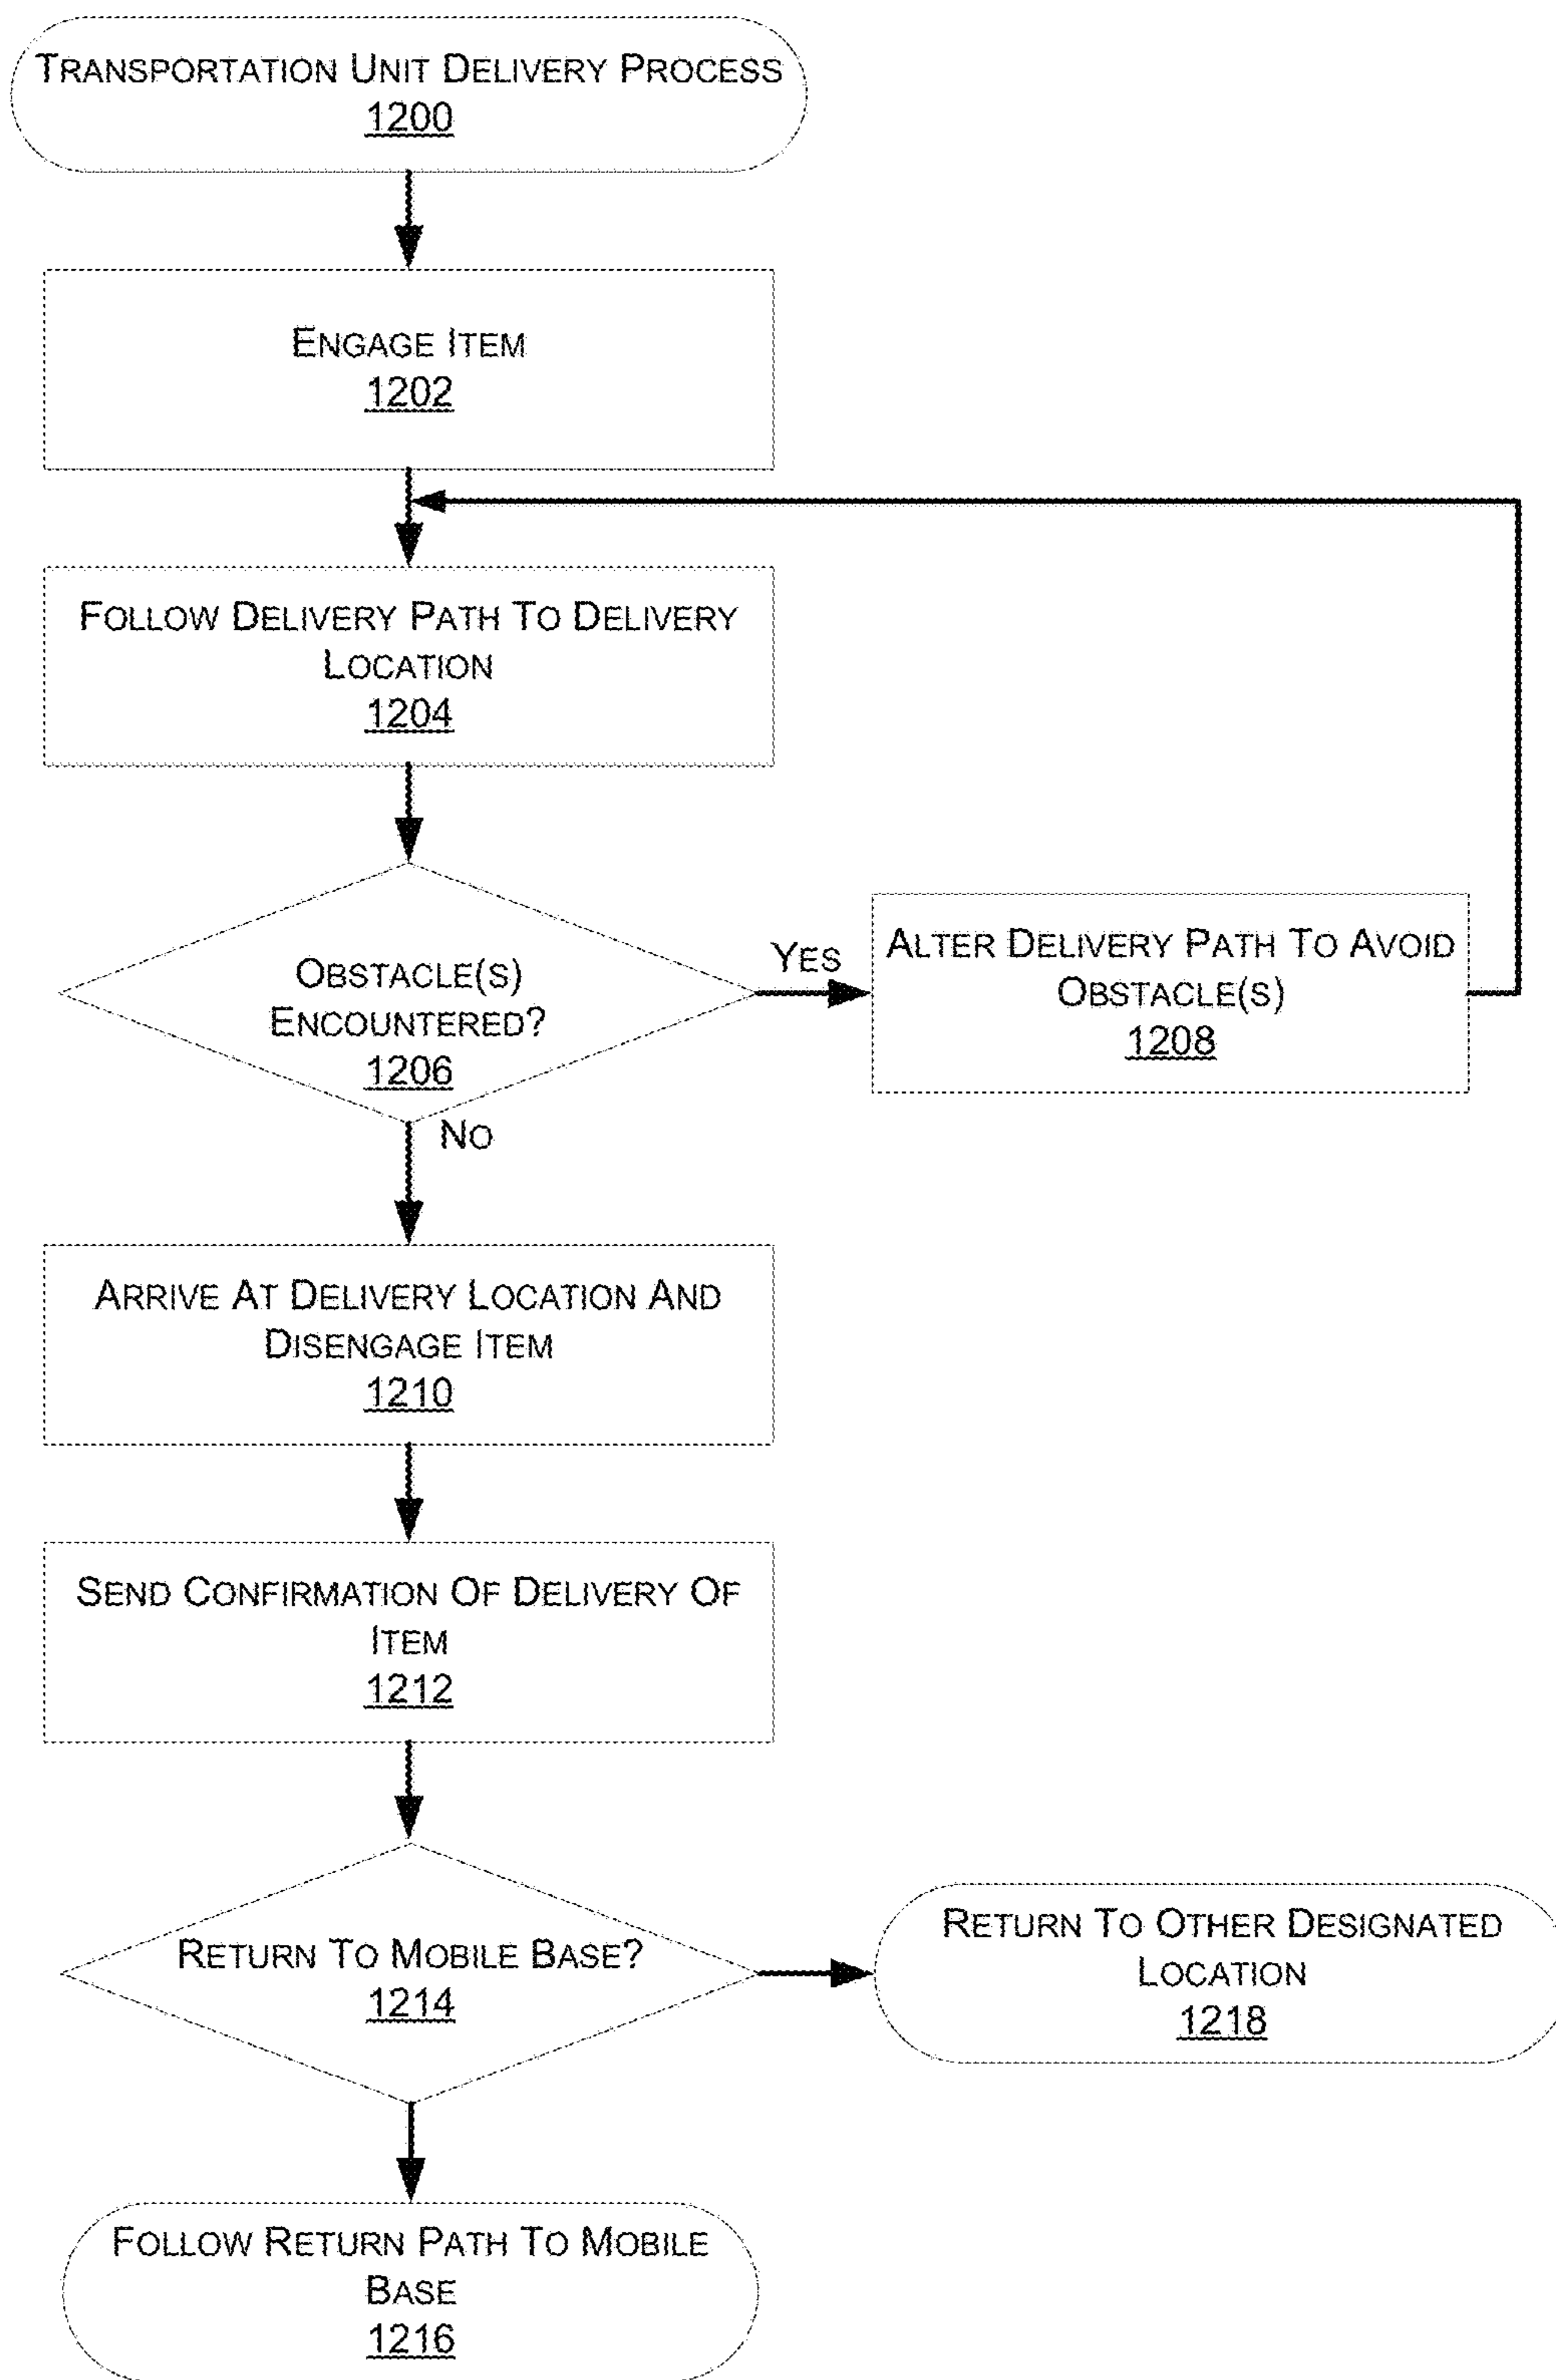 TRANSPORTATION UNIT DELIVERY PROCESS
1200
ENGAGE ITEM
1202
FOLLOW DELIVERY PATH TO DELIVERY
LOCATION
1204
OBSTACLE(S)
ENCOUNTERED?
1206
YES
ALTER DELIVERY PATH TO AVOID
OBSTACLE(S)
1208
NO
ARRIVE AT DELIVERY LOCATION AND
DISENGAGE ITEM
1210
SEND CONFIRMATION OF DELIVERY OF
ITEM
1212
RETURN TO MOBILE BASE?
1214
RETURN TO OTHER DESIGNATED
LOCATION
1218
FOLLOW RETURN PATH TO MOBILE
BASE
1216